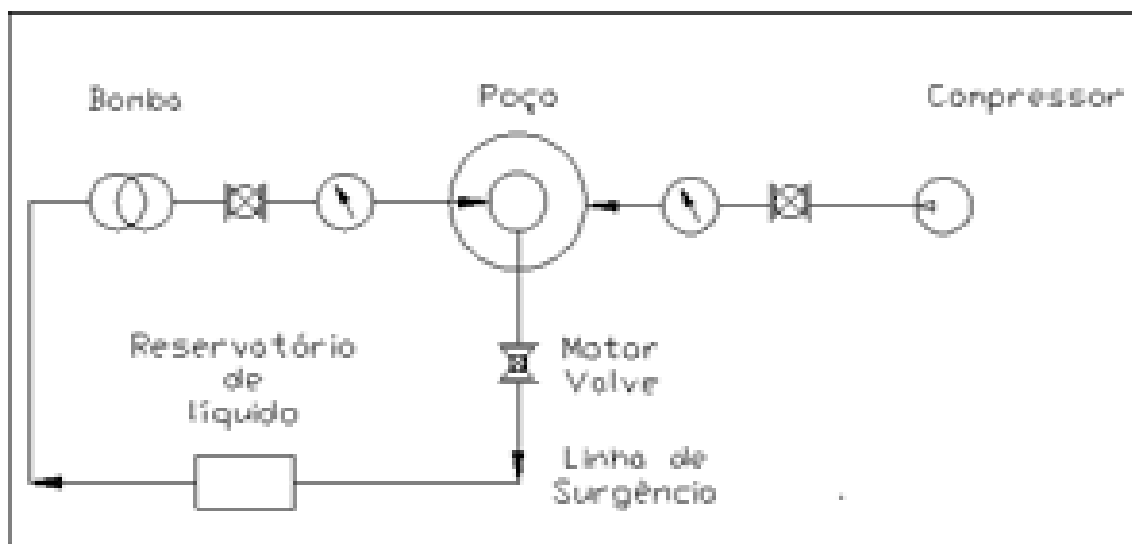 Bomba
Poço
Compressor
Reservatório
de
líquido
Motor
Valve
Linha de
Surgência